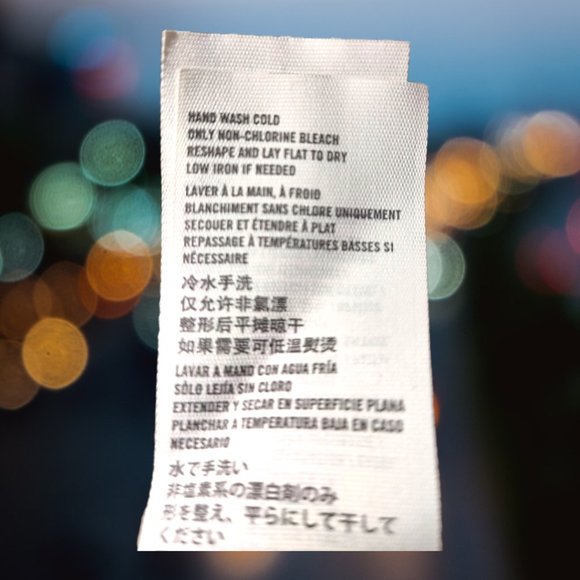 HAND WASH COLD
ONLY NON-CHLORINE BLEACH
RESHAPE AND LAY FLAT TO DRY
LOW IRON IF NEEDED
LAVER À LA MAIN, À FROID
BLANCHIMENT SANS CHLORE UNIQUEMENT
SECOUER ET ÉTENDRE À PLAT
REPASSAGE À TEMPÉRATURES BASSES SI
NÉCESSAIRE
冷水手洗
仅允许非氯漂
整形后平摊晾干
如果需要可低温熨烫
LAVAR A MANO CON AGUA FRÍA
SÓLO LEJÍA SIN CLORO
EXTENDER Y SECAR EN SUPERFICIE PLANA
PLANCHAR A TEMPERATURA BAJA EN CASO
NECESARIO
水で手洗い
非塩素系の漂白剤のみ
形を整え、平らにして干して
ください